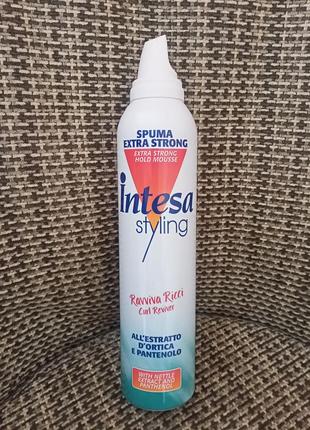 SPUMA
EXTRA STRONG
EXTRA STRONG
HOLD MOUSSE
intesa
styling
Ravviva Ricci
Curl Reviver
ALL'ESTRATTO
D'ORTICA
E PANTENOLO
WITH NETTLE
EXTRACT AND
PANTHENOL